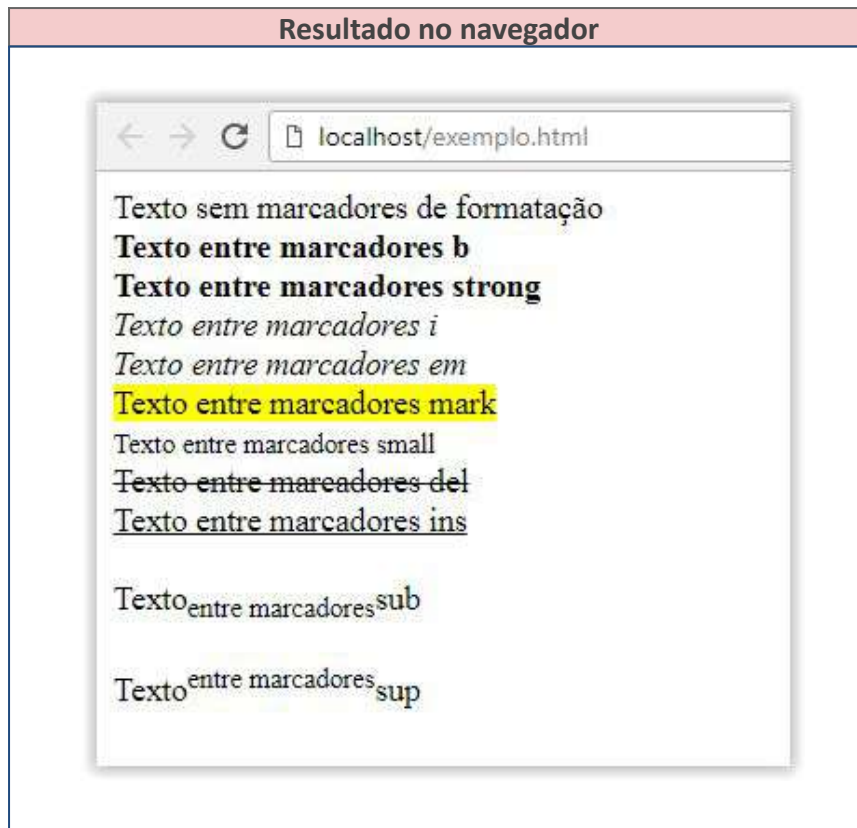 Resultado no navegador
localhost/exemplo.html
Texto sem marcadores de formatação
Texto entre marcadores b
Texto entre marcadores strong
Texto entre marcadores i
Texto entre marcadores em
Texto entre marcadores mark
Texto entre marcadores small
Texto entre marcadores del
Texto entre marcadores ins
Textoentre marcadoressub
Textoentre marcadoressup